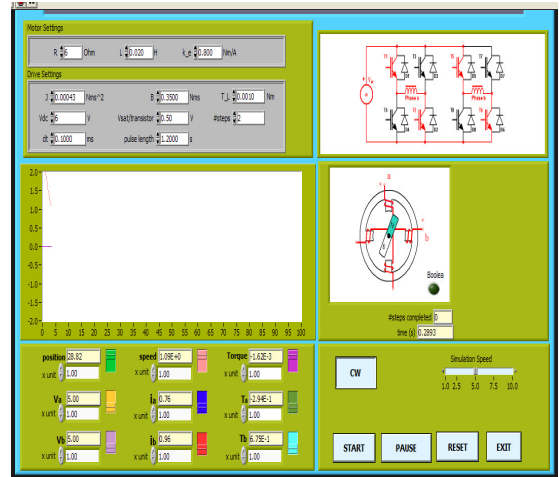 Motor Settings
R 6 Ohm L 0.020 H k_e 0.800 Nm/A
Drive Settings
J 0.00043 Nms^2 B 0.3500 Nms T_L 0.0010 Nm
Vdc 6 V Vsat/transistor 0.50 V #steps 2
dt 0.1000 ms pulse length 1.2000 s
Phase a Phase b
2.0
1.5
1.0
0.5
0.0
-0.5
-1.0
-1.5
-2.0
0 5 10 15 20 25 30 35 40 45 50 55 60 65 70 75 80 85 90 95 100
a
b
Boolea
#steps completed 0
time (s) 0.2893
position 28.82 speed 1.09E+0 Torque -1.62E-3
x unit 1.00 x unit 1.00 x unit 1.00
Va 5.00 ia 0.76 Ta -2.94E-1
x unit 1.00 x unit 1.00 x unit 1.00
Vb 5.00 ib 0.96 Tb 6.75E-1
x unit 1.00 x unit 1.00 x unit 1.00
CW
Simulation Speed
1.0 2.5 5.0 7.5 10.0
START PAUSE RESET EXIT